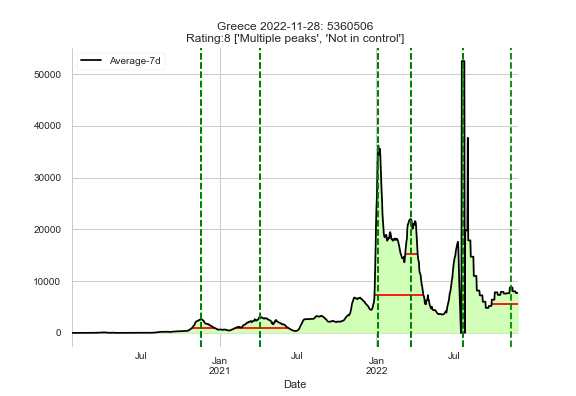 Greece 2022-11-28: 5360506
Rating:8 ['Multiple peaks', 'Not in control']
Average-7d
50000
40000
30000
20000
10000
0
Jul
Jan
2021
Jul
Jan
2022
Jul
Date